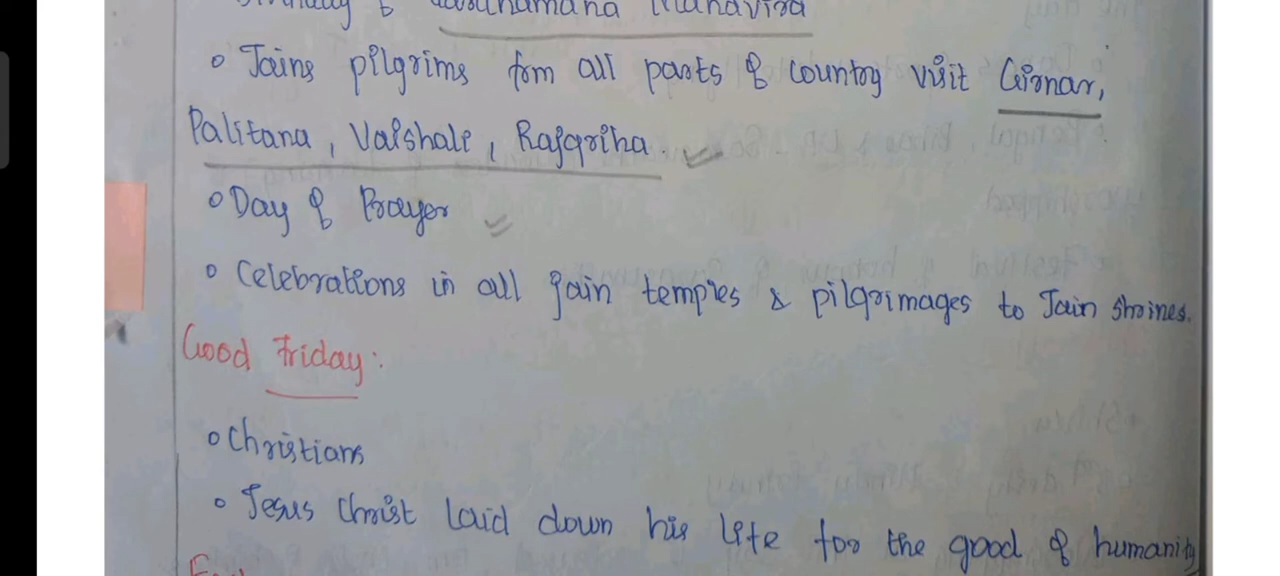 Vardhamana Mahavira
o Jains pilgrims from all parts of country visit Girnar,
Palitana, Vaishali, Rajgriha.
o Day of Prayer
o Celebrations in all Jain temples & pilgrimages to Jain Shrines.
Good Friday:
o Christians
o Jesus Christ laid down his life for the good of humanity